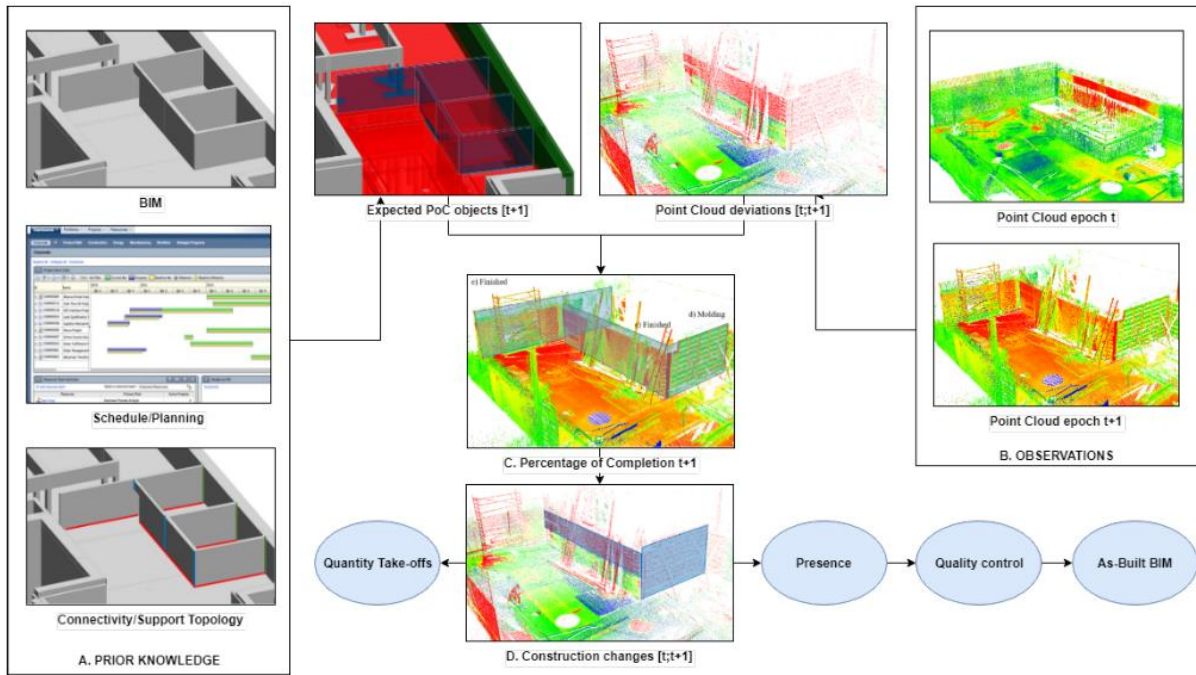 BIM
Schedule/Planning
Connectivity/Support Topology
A. PRIOR KNOWLEDGE
Expected PoC objects [t+1]
Point Cloud deviations [t;t+1]
e) Finished
d) Molding
Finished
C. Percentage of Completion t+1
D. Construction changes [t;t+1]
Quantity Take-offs
Presence
Quality control
As-Built BIM
Point Cloud epoch t
Point Cloud epoch t+1
B. OBSERVATIONS